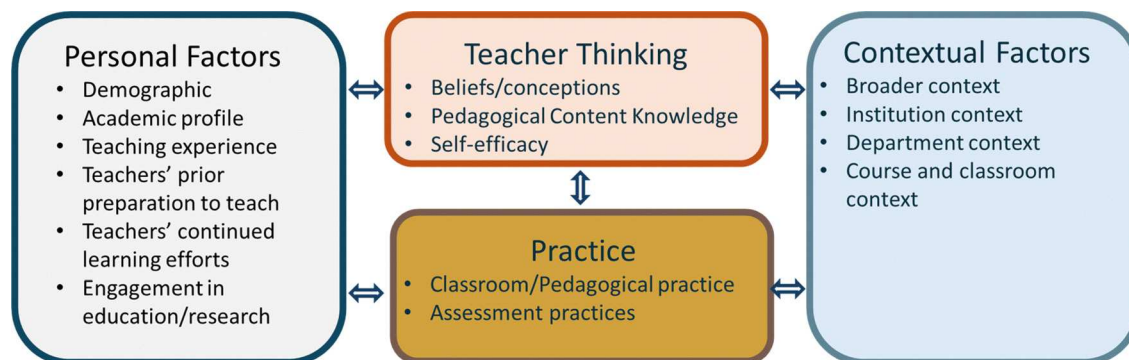 Personal Factors
• Demographic
• Academic profile
• Teaching experience
• Teachers’ prior
preparation to teach
• Teachers’ continued
learning efforts
• Engagement in
education/research
Teacher Thinking
• Beliefs/conceptions
• Pedagogical Content Knowledge
• Self-efficacy
Practice
• Classroom/Pedagogical practice
• Assessment practices
Contextual Factors
• Broader context
• Institution context
• Department context
• Course and classroom
context